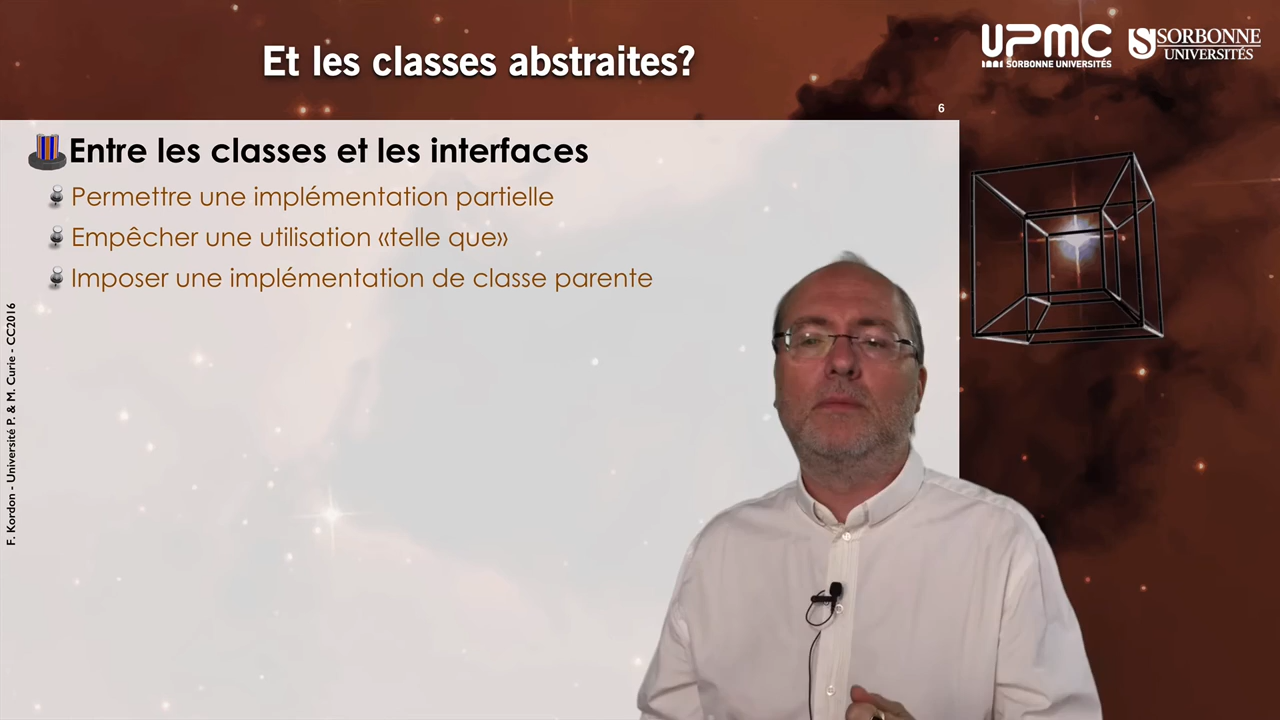 Et les classes abstraites?
UPMC
SORBONNE UNIVERSITÉS
SORBONNE
UNIVERSITÉS
6
Entre les classes et les interfaces
Permettre une implémentation partielle
Empêcher une utilisation «telle que»
Imposer une implémentation de classe parente
F. Kordon - Université P. & M. Curie - CC2016